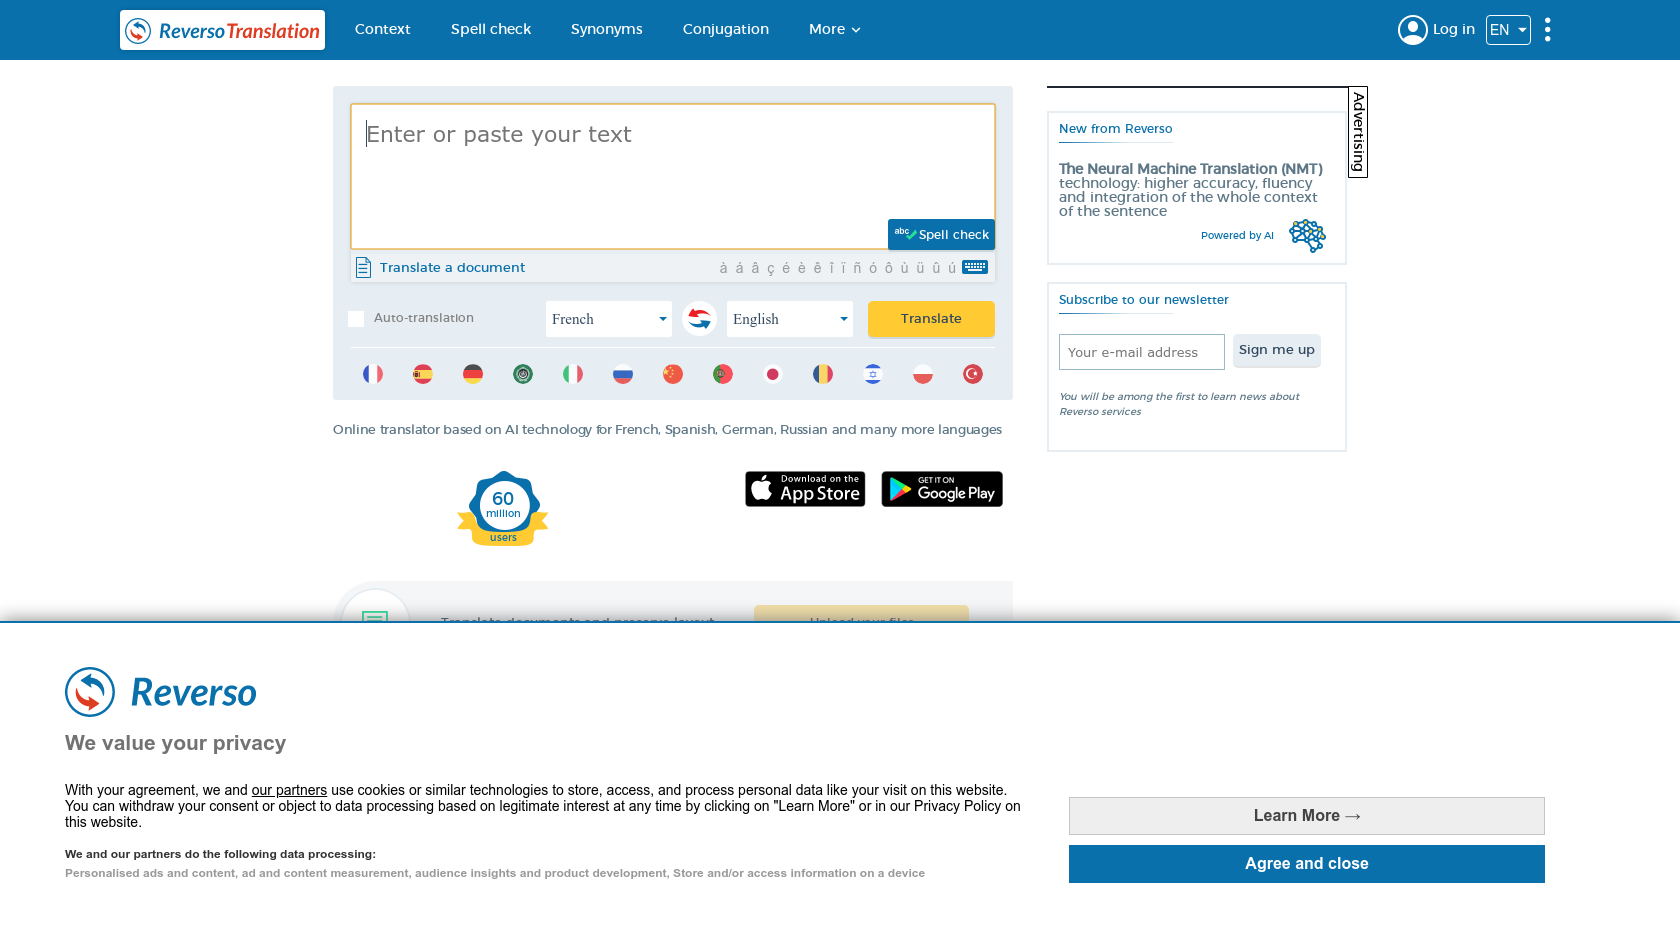 ReversoTranslation
Context
Spell check
Synonyms
Conjugation
More
Log in
EN
Enter or paste your text
abc Spell check
Translate a document
à á â ç é è ê î ï ñ ó ô ù ü û ú
Auto-translation
French
English
Translate
Online translator based on AI technology for French, Spanish, German, Russian and many more languages
60
million
users
Download on the
App Store
GET IT ON
Google Play
Translate documents and preserve layout
Upload your files
Advertising
New from Reverso
The Neural Machine Translation (NMT)
technology: higher accuracy, fluency
and integration of the whole context
of the sentence
Powered by AI
Subscribe to our newsletter
Your e-mail address
Sign me up
You will be among the first to learn news about
Reverso services
Reverso
We value your privacy
With your agreement, we and our partners use cookies or similar technologies to store, access, and process personal data like your visit on this website.
You can withdraw your consent or object to data processing based on legitimate interest at any time by clicking on "Learn More" or in our Privacy Policy on
this website.
We and our partners do the following data processing:
Personalised ads and content, ad and content measurement, audience insights and product development, Store and/or access information on a device
Learn More →
Agree and close